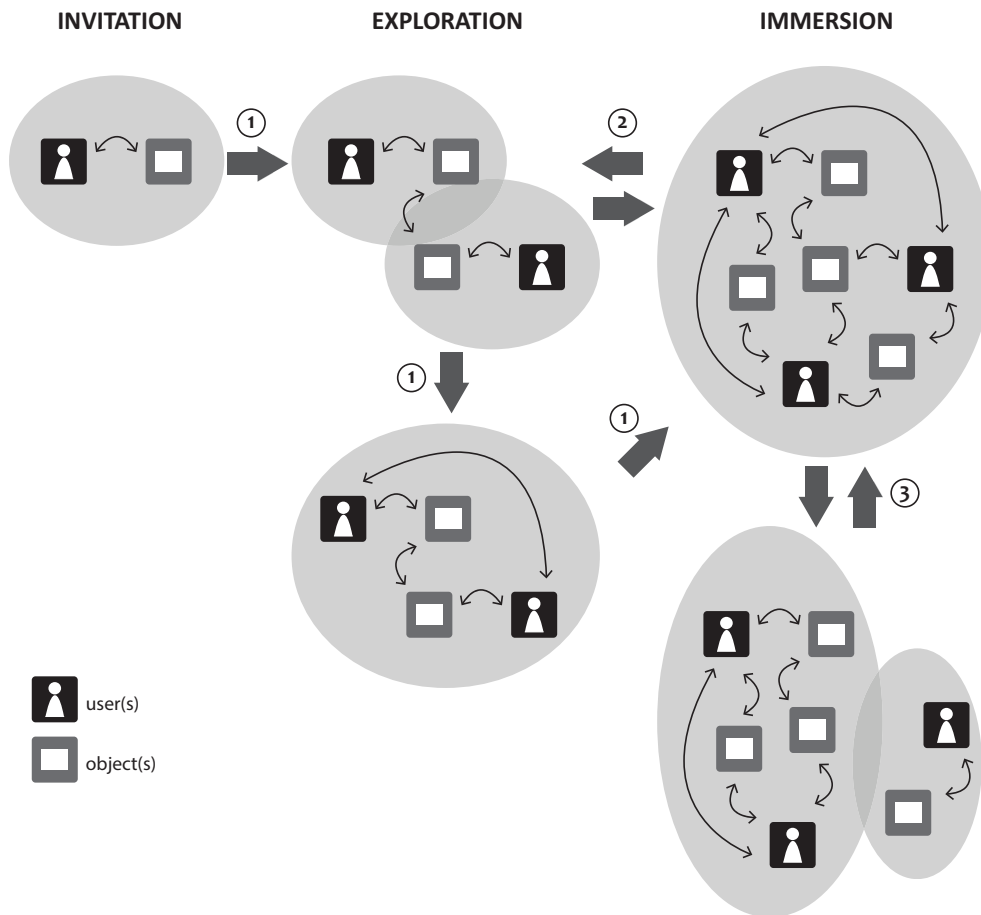 INVITATION
EXPLORATION
IMMERSION
1
2
1
1
3
user(s)
object(s)